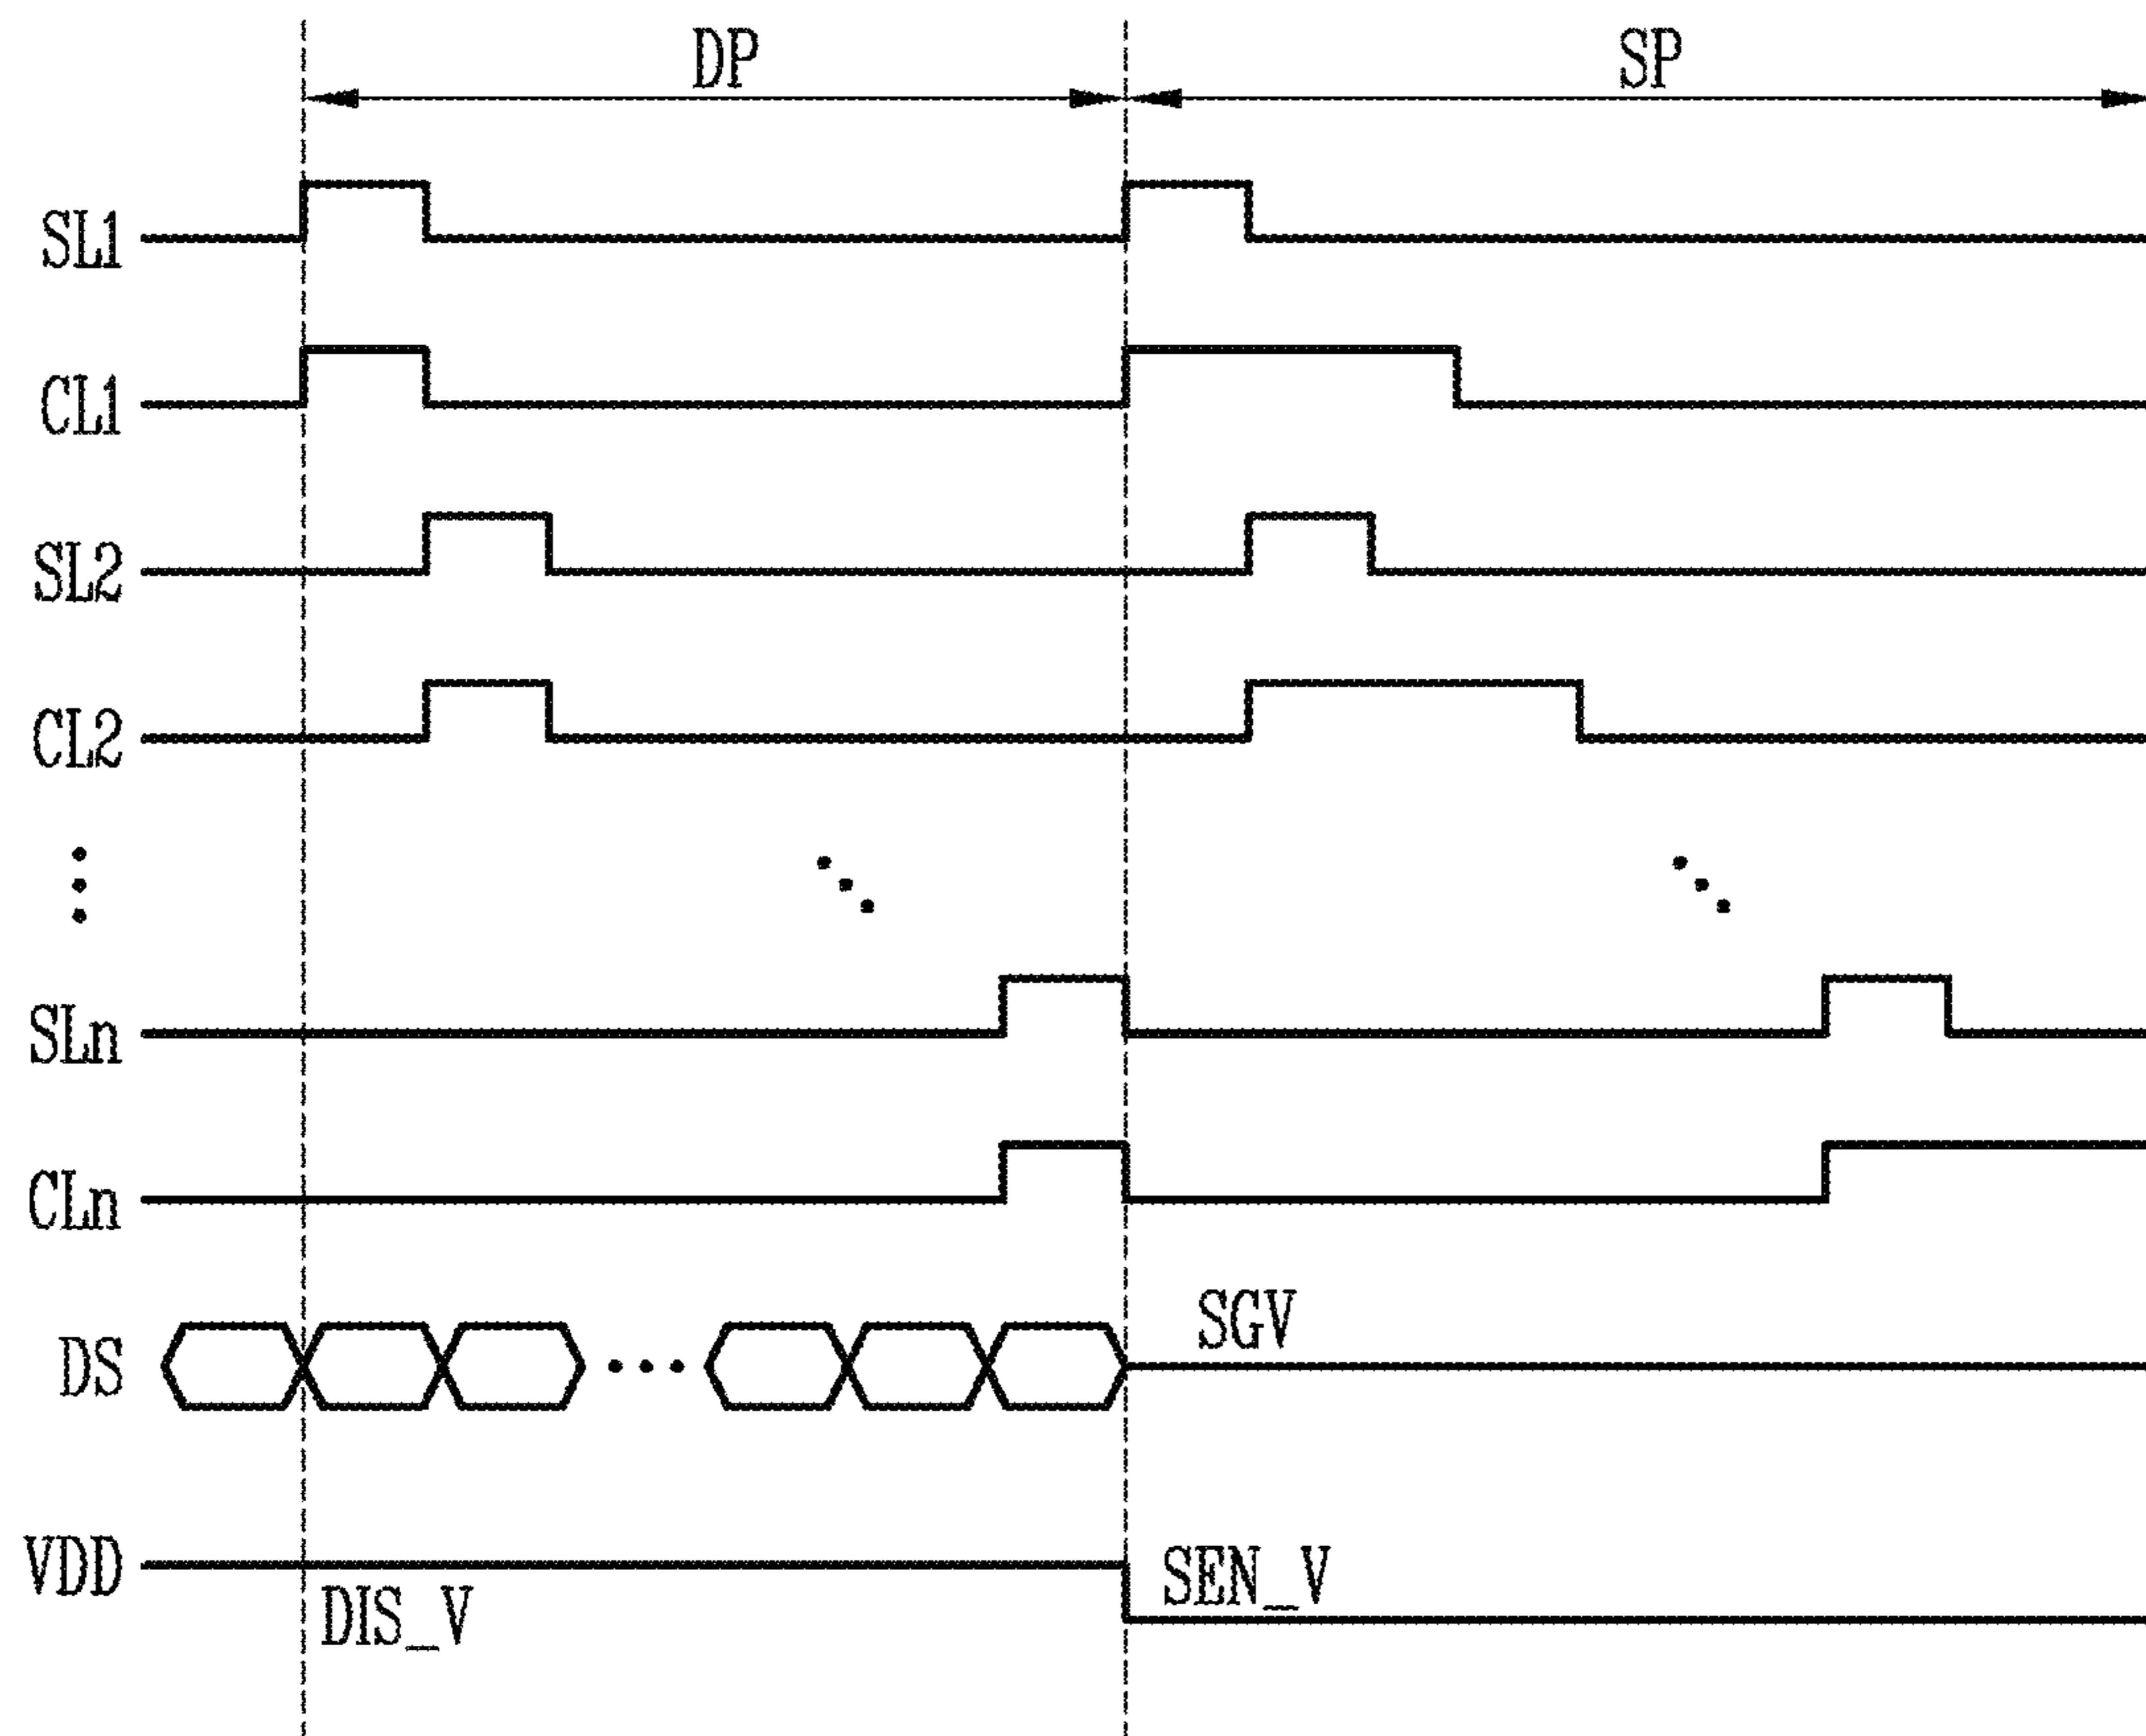 DP SP
SL1
CL1
SL2
CL2
SLn
CLn
SGV
DS
VDD
SEN_V
DIS_V